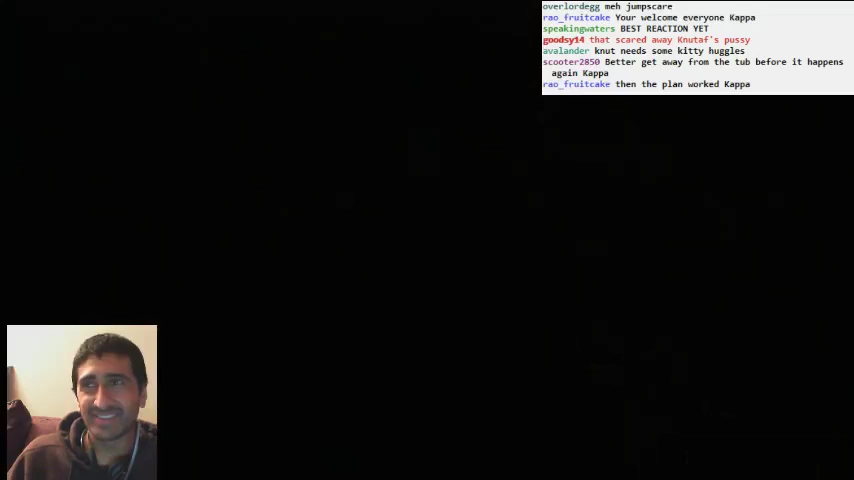 overlordegg meh jumpscare
rao_fruitcake Your welcome everyone Kappa
speakingwaters BEST REACTION YET
goodsy14 that scared away Knutaf's pussy
avalander knut needs some kitty huggles
scooter2850 Better get away from the tub before it happens
again Kappa
rao_fruitcake then the plan worked Kappa